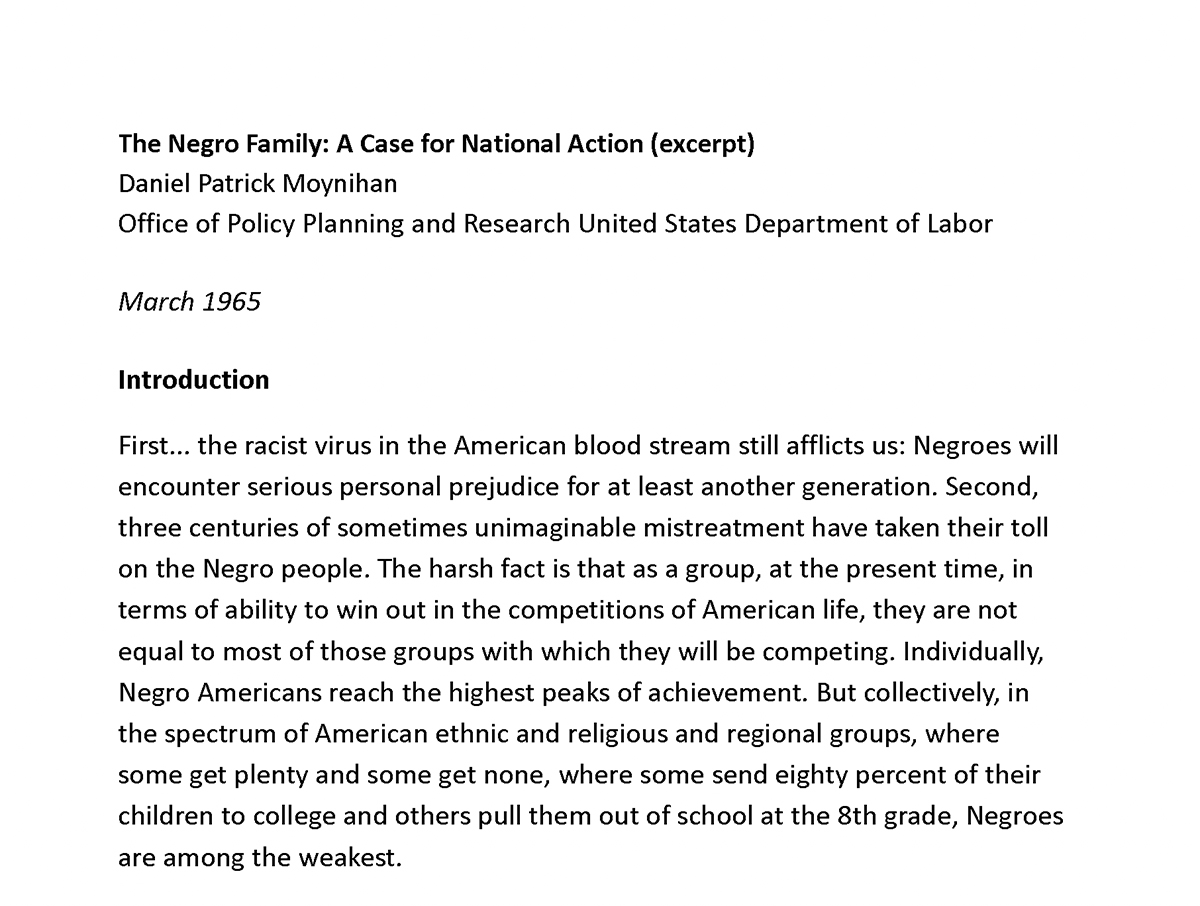 The Negro Family: A Case for National Action (excerpt)
Daniel Patrick Moynihan
Office of Policy Planning and Research United States Department of Labor
March 1965
Introduction
First... the racist virus in the American blood stream still afflicts us: Negroes will
encounter serious personal prejudice for at least another generation. Second,
three centuries of sometimes unimaginable mistreatment have taken their toll
on the Negro people. The harsh fact is that as a group, at the present time, in
terms of ability to win out in the competitions of American life, they are not
equal to most of those groups with which they will be competing. Individually,
Negro Americans reach the highest peaks of achievement. But collectively, in
the spectrum of American ethnic and religious and regional groups, where
some get plenty and some get none, where some send eighty percent of their
children to college and others pull them out of school at the 8th grade, Negroes
are among the weakest.